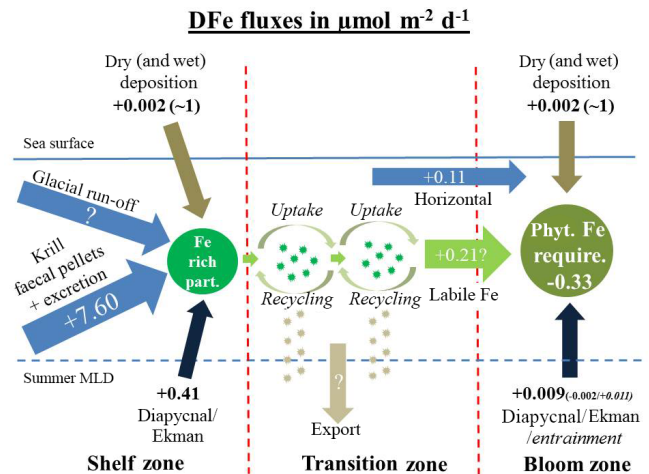 DFe fluxes in µmol m⁻² d⁻¹
Dry (and wet)
deposition
+0.002 (~1)
Dry (and wet)
deposition
+0.002 (~1)
Sea surface
Glacial run-off
?
+0.11
Horizontal
Krill
faecal pellets
+ excretion
+7.60
Fe
rich
part.
Uptake
Uptake
Recycling
Recycling
+0.21?
Labile Fe
Phyt. Fe
require.
-0.33
Summer MLD
?
Export
+0.41
Diapycnal/
Ekman
+0.009(-0.002/+0.011)
Diapycnal/Ekman
/entrainment
Shelf zone
Transition zone
Bloom zone